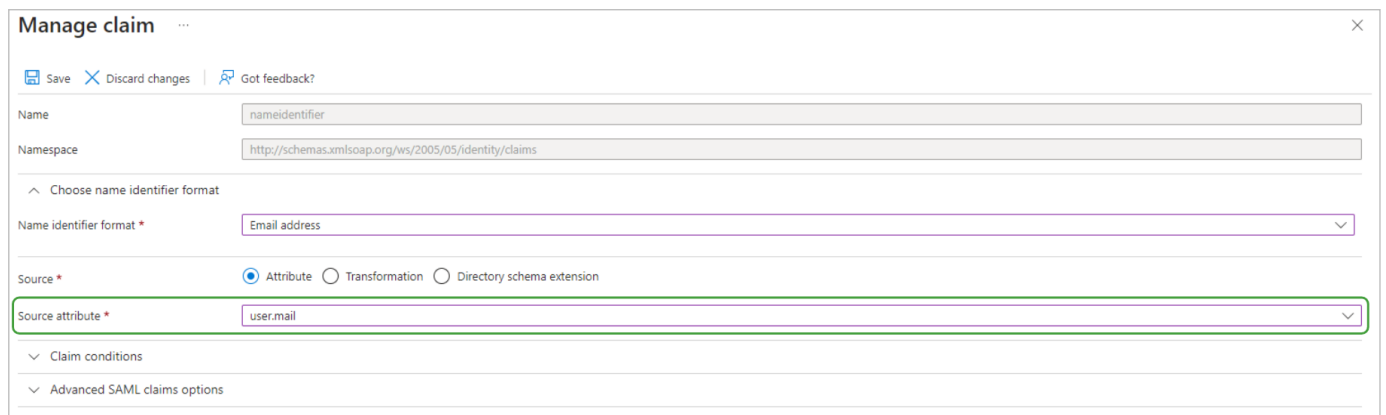 Manage claim ...
Save Discard changes Got feedback?
Name nameidentifier
Namespace http://schemas.xmlsoap.org/ws/2005/05/identity/claims
Choose name identifier format
Name identifier format * Email address
Source * Attribute Transformation Directory schema extension
Source attribute * user.mail
Claim conditions
Advanced SAML claims options